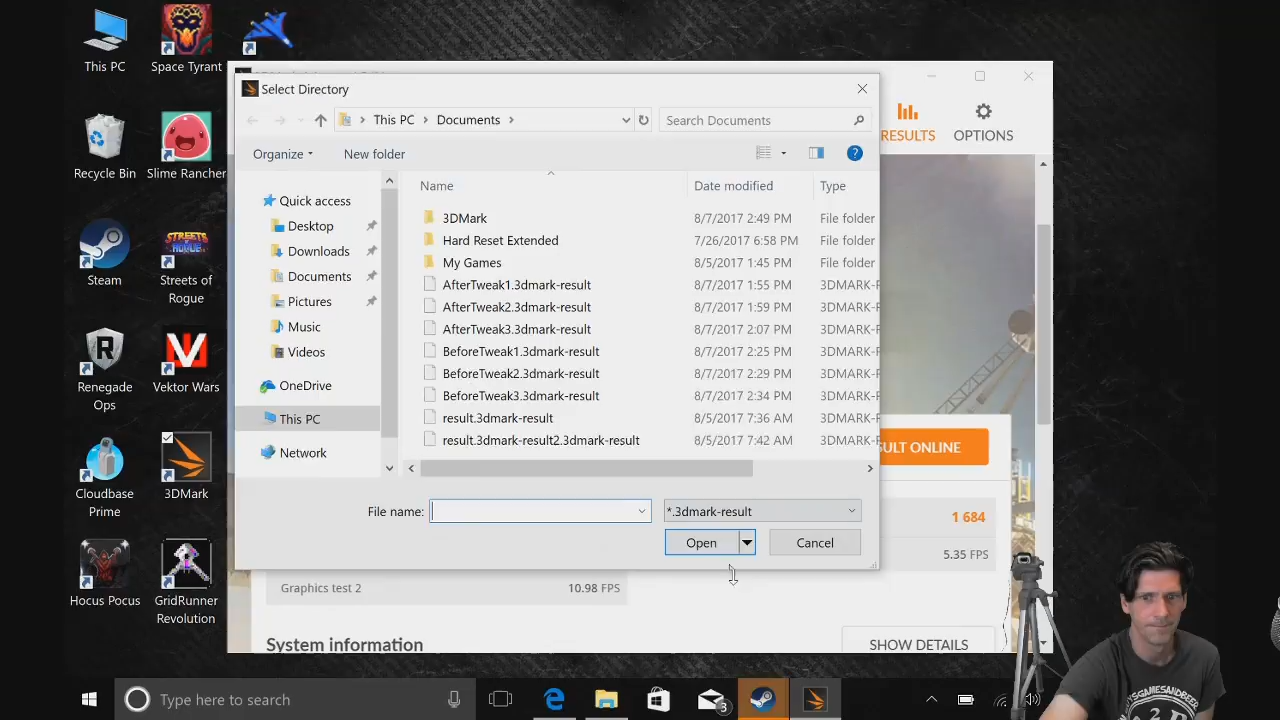 This PC
Space Tyrant
Recycle Bin
Slime Rancher
Steam
Streets of
Rogue
Renegade
Ops
Vektor Wars
Cloudbase
Prime
3DMark
Hocus Pocus
GridRunner
Revolution
Select Directory
This PC
Documents
Search Documents
RESULTS
OPTIONS
Organize
New folder
Name
Date modified
Type
Quick access
Desktop
Downloads
Documents
Pictures
Music
Videos
OneDrive
This PC
Network
3DMark 8/7/2017 2:49 PM File folder
Hard Reset Extended 7/26/2017 6:58 PM File folder
My Games 8/5/2017 1:45 PM File folder
AfterTweak1.3dmark-result 8/7/2017 1:55 PM 3DMARK-F
AfterTweak2.3dmark-result 8/7/2017 1:59 PM 3DMARK-F
AfterTweak3.3dmark-result 8/7/2017 2:07 PM 3DMARK-F
BeforeTweak1.3dmark-result 8/7/2017 2:25 PM 3DMARK-F
BeforeTweak2.3dmark-result 8/7/2017 2:29 PM 3DMARK-F
BeforeTweak3.3dmark-result 8/7/2017 2:34 PM 3DMARK-F
result.3dmark-result 8/5/2017 7:36 AM 3DMARK-F
result.3dmark-result2.3dmark-result 8/5/2017 7:42 AM 3DMARK-F
File name:
*.3dmark-result
Open
Cancel
SULT ONLINE
1 684
5.35 FPS
Graphics test 2 10.98 FPS
System information
SHOW DETAILS
Type here to search
3